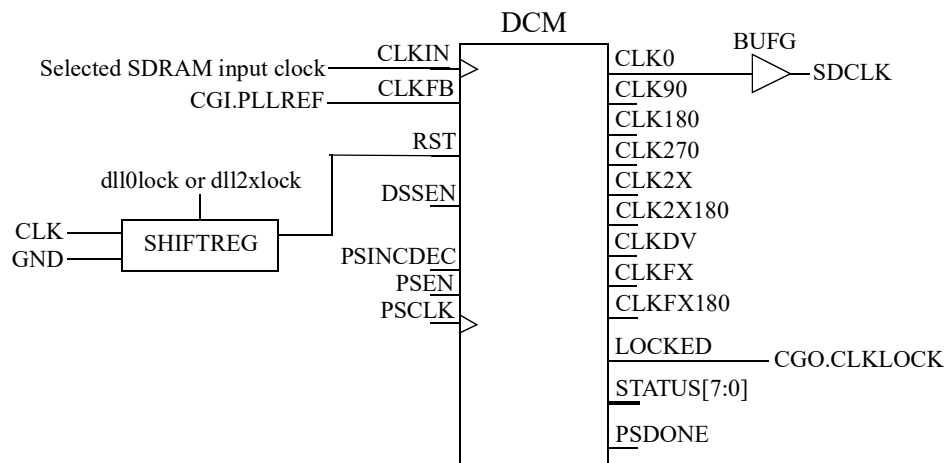 DCM
CLKIN
Selected SDRAM input clock
CLKFB
CGI.PLLREF
RST
dll0lock or dll2xlock
DSSEN
CLK
SHIFTREG
GND
PSINCDEC
PSEN
PSCLK
CLK0
BUFG
SDCLK
CLK90
CLK180
CLK270
CLK2X
CLK2X180
CLKDV
CLKFX
CLKFX180
LOCKED
CGO.CLKLOCK
STATUS[7:0]
PSDONE